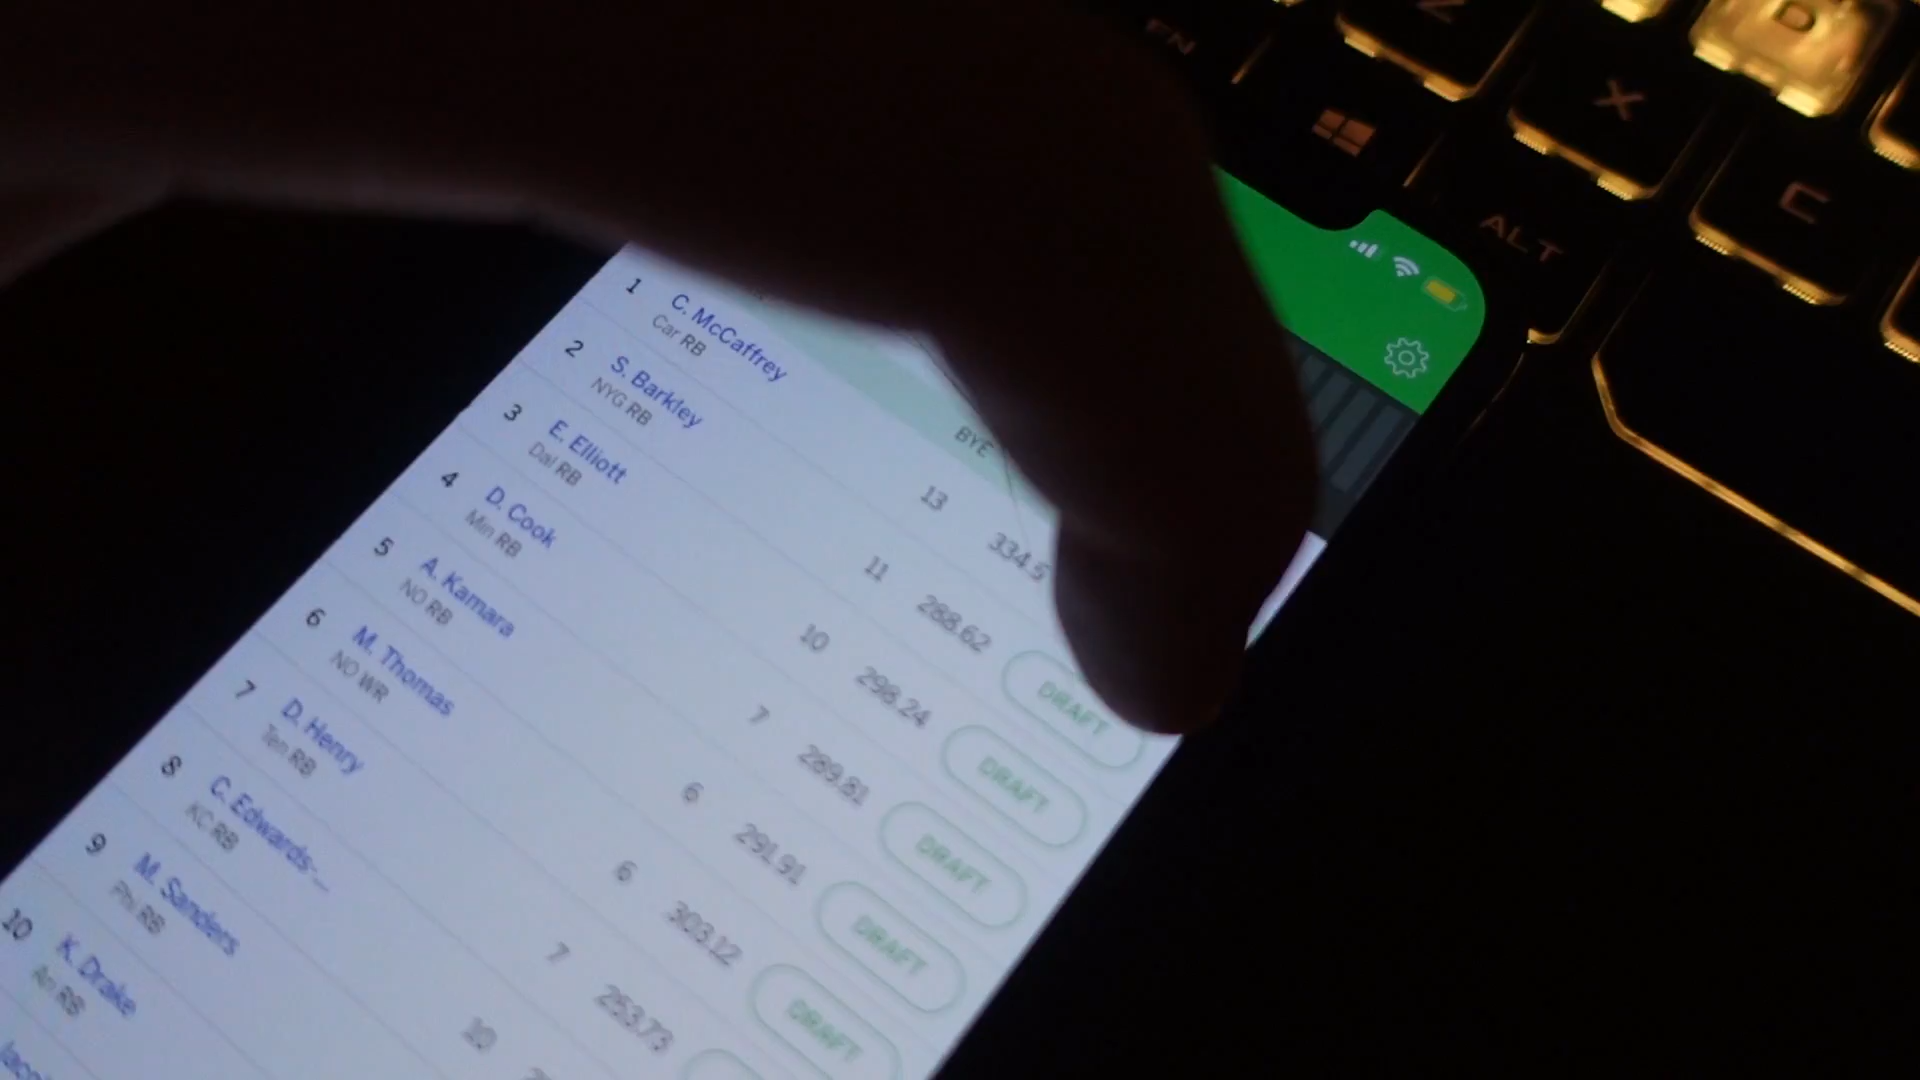 FN
Z
D
X
C
ALT
BYE
1 C. McCaffrey 13 334.5
Car RB
2 S. Barkley 11 288.62 DRAFT
NYG RB
3 E. Elliott 10 298.24 DRAFT
Dal RB
4 D. Cook 7 289.81 DRAFT
Min RB
5 A. Kamara 6 291.91 DRAFT
NO RB
6 M. Thomas 6 303.12 DRAFT
NO WR
7 D. Henry 7 253.73
Ten RB
8 C. Edwards-... 10
KC RB
9 M. Sanders
Phi RB
10 K. Drake
Ari RB